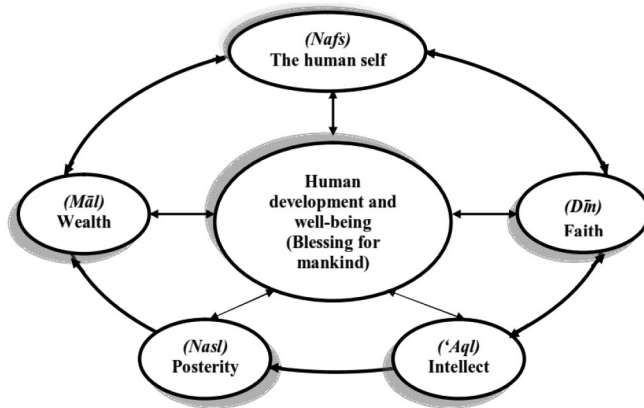 (Nafs)
The human self
Human
development and
well-being
(Blessing for
mankind)
(Māl)
Wealth
(Dīn)
Faith
(Nasl)
Posterity
(‘Aql)
Intellect